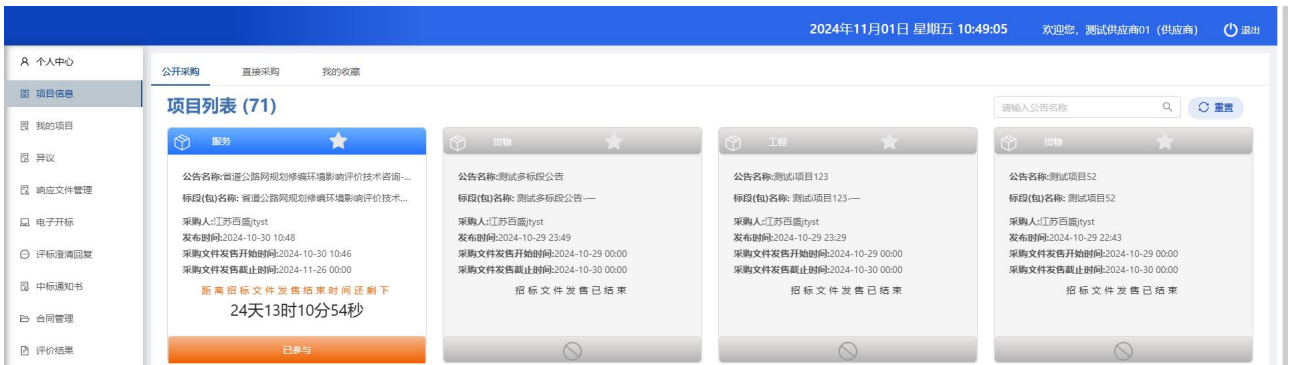 2024年11月01日 星期五 10:49:05 欢迎您，测试供应商01（供应商） 退出
个人中心
项目信息
我的项目
异议
响应文件管理
电子开标
评标澄清回复
中标通知书
合同管理
评价结果
公开采购 直接采购 我的收藏
项目列表 (71)
请输入公告名称 重置
服务
公告名称:省道公路网规划修编环境影响评价技术咨询-...
标段(包)名称: 省道公路网规划修编环境影响评价技术...
采购人:江苏百盛jtyst
发布时间:2024-10-30 10:48
采购文件发售开始时间:2024-10-30 10:46
采购文件发售截止时间:2024-11-26 00:00
距离招标文件发售结束时间还剩下
24天13时10分54秒
已参与
货物
公告名称:测试多标段公告
标段(包)名称: 测试多标段公告-—
采购人:江苏百盛jtyst
发布时间:2024-10-29 23:49
采购文件发售开始时间:2024-10-29 00:00
采购文件发售截止时间:2024-10-30 00:00
招标文件发售已结束
工程
公告名称:测试项目123
标段(包)名称: 测试项目123-—
采购人:江苏百盛jtyst
发布时间:2024-10-29 23:29
采购文件发售开始时间:2024-10-29 00:00
采购文件发售截止时间:2024-10-30 00:00
招标文件发售已结束
货物
公告名称:测试项目52
标段(包)名称: 测试项目52
采购人:江苏百盛jtyst
发布时间:2024-10-29 22:43
采购文件发售开始时间:2024-10-29 00:00
采购文件发售截止时间:2024-10-30 00:00
招标文件发售已结束